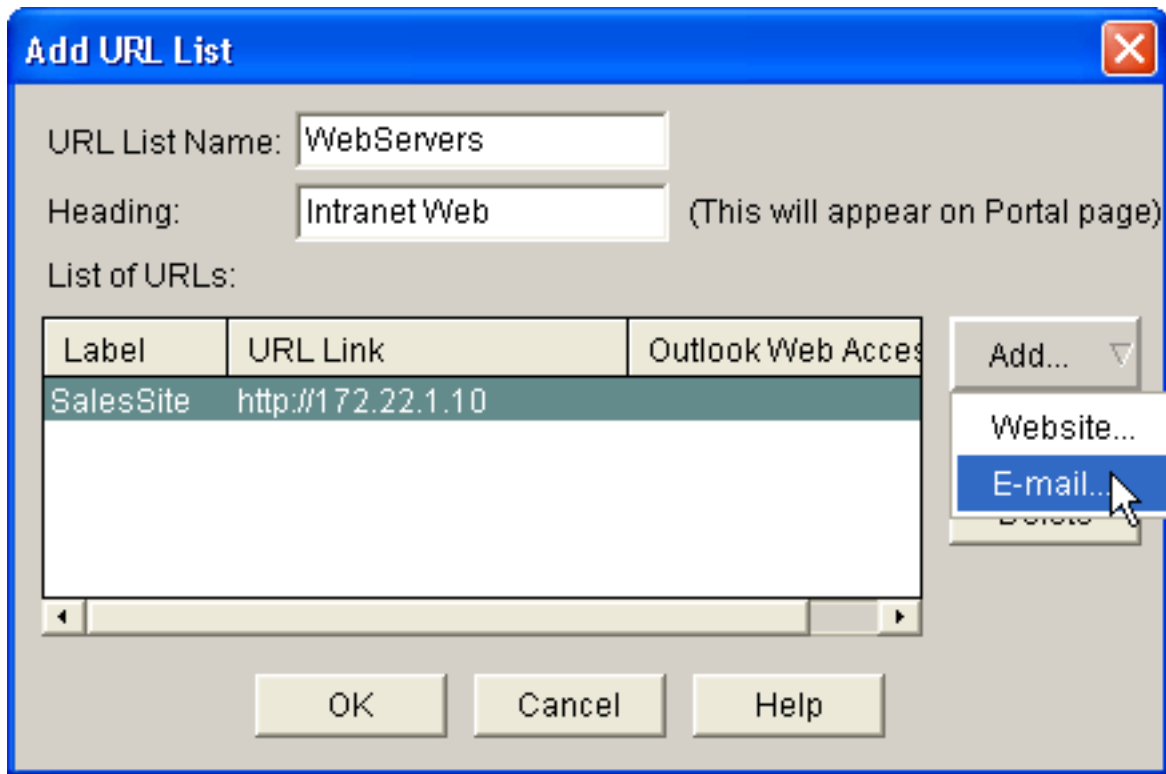 Add URL List
URL List Name: WebServers
Heading: Intranet Web (This will appear on Portal page)
List of URLs:
Label URL Link Outlook Web Acces Add...
SalesSite http://172.22.1.10
Website...
E-mail...
Delete
OK Cancel Help